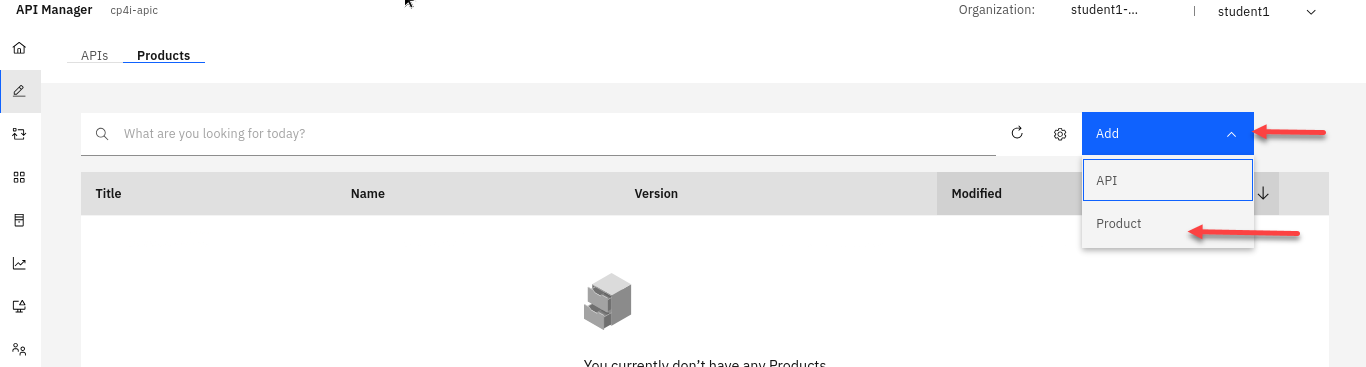 API Manager cp4i-apic Organization: student1-... | student1
APIs Products
What are you looking for today? Add
API
Title Name Version Modified
Product
You currently don't have any Products